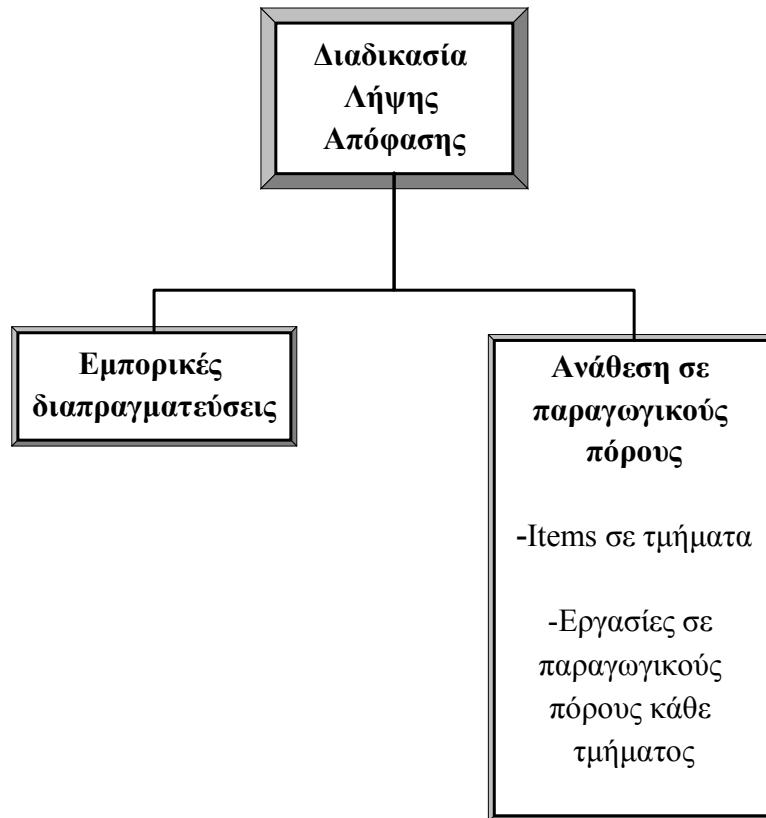 Διαδικασία
Λήψης
Απόφασης
Εμπορικές
διαπραγματεύσεις
Ανάθεση σε
παραγωγικούς
πόρους
-Items σε τμήματα
-Εργασίες σε
παραγωγικούς
πόρους κάθε
τμήματος